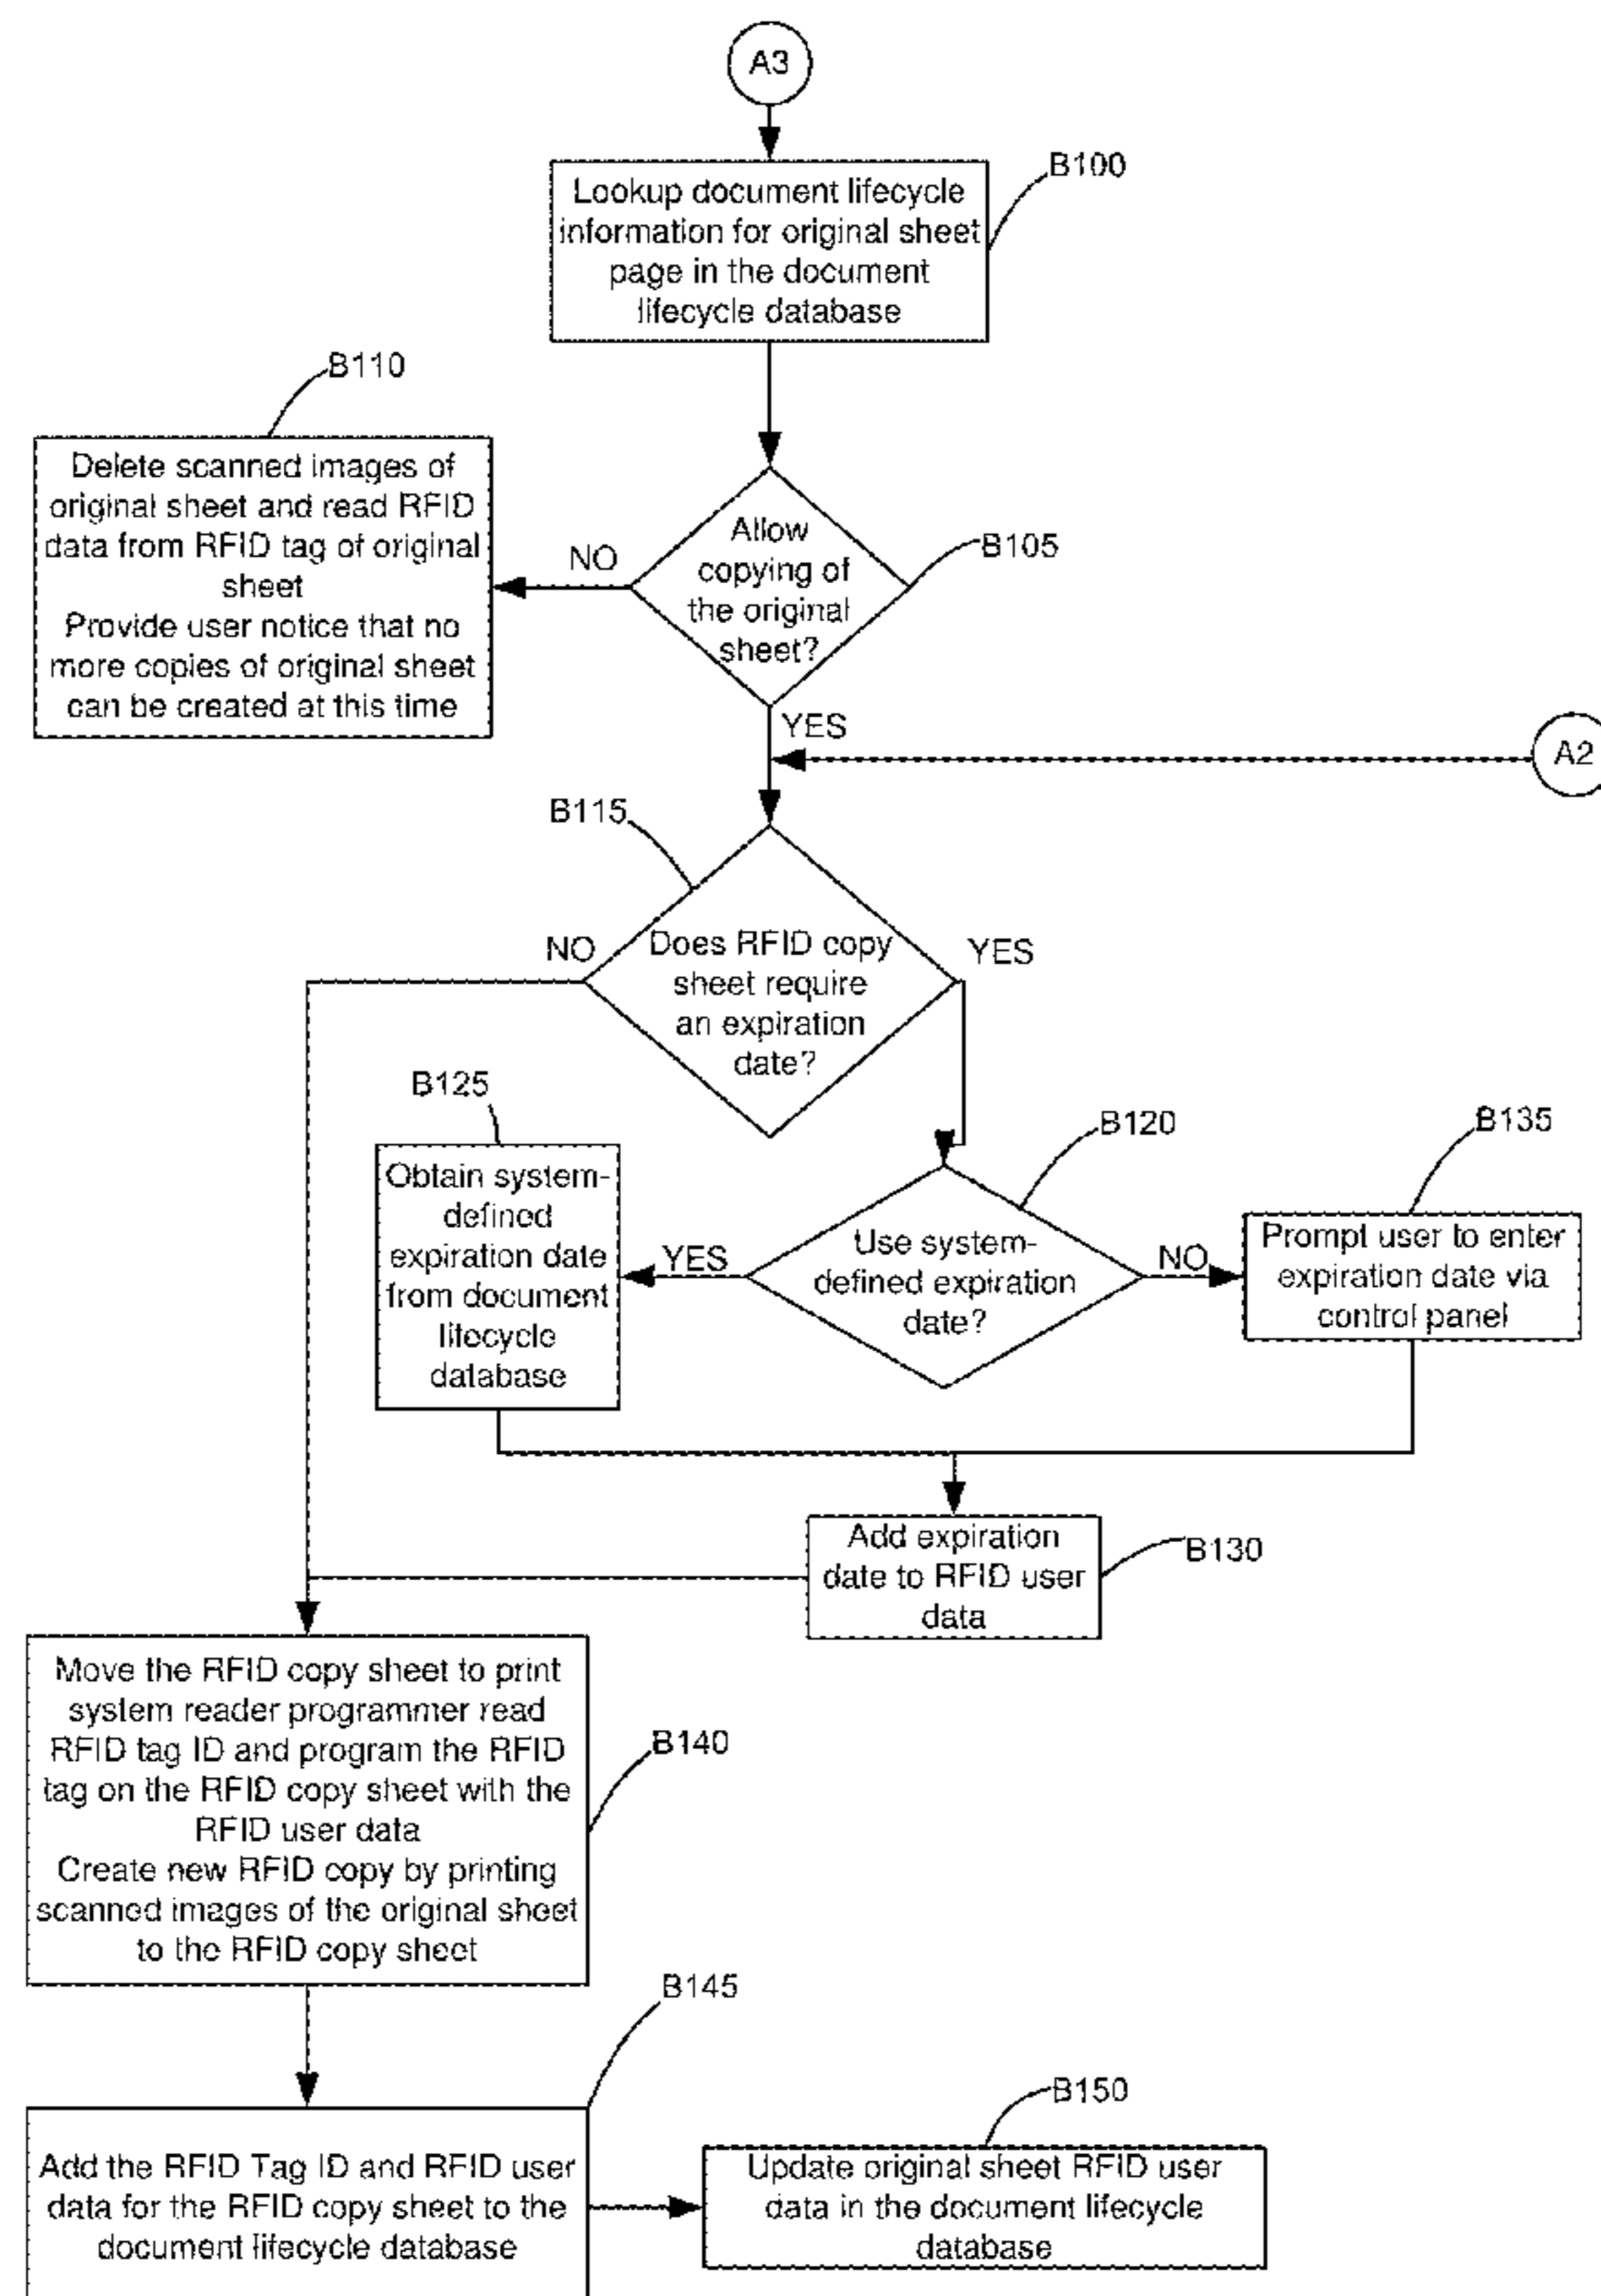 A3
B100
Lookup document lifecycle
information for original sheet
page in the document
lifecycle database
B110
Delete scanned images of
original sheet and read RFID
data from RFID tag of original
sheet
Provide user notice that no
more copies of original sheet
can be created at this time
NO
Allow
copying of
the original
sheet?
B105
YES
A2
B115
NO
Does RFID copy
sheet require
an expiration
date?
YES
B125
Obtain system-
defined
expiration date
from document
lifecycle
database
YES
B120
Use system-
defined expiration
date?
NO
B135
Prompt user to enter
expiration date via
control panel
Add expiration
date to RFID user
data
B130
Move the RFID copy sheet to print
system reader programmer read
RFID tag ID and program the RFID
tag on the RFID copy sheet with the
RFID user data
Create new RFID copy by printing
scanned images of the original sheet
to the RFID copy sheet
B140
B145
Add the RFID Tag ID and RFID user
data for the RFID copy sheet to the
document lifecycle database
B150
Update original sheet RFID user
data in the document lifecycle
database